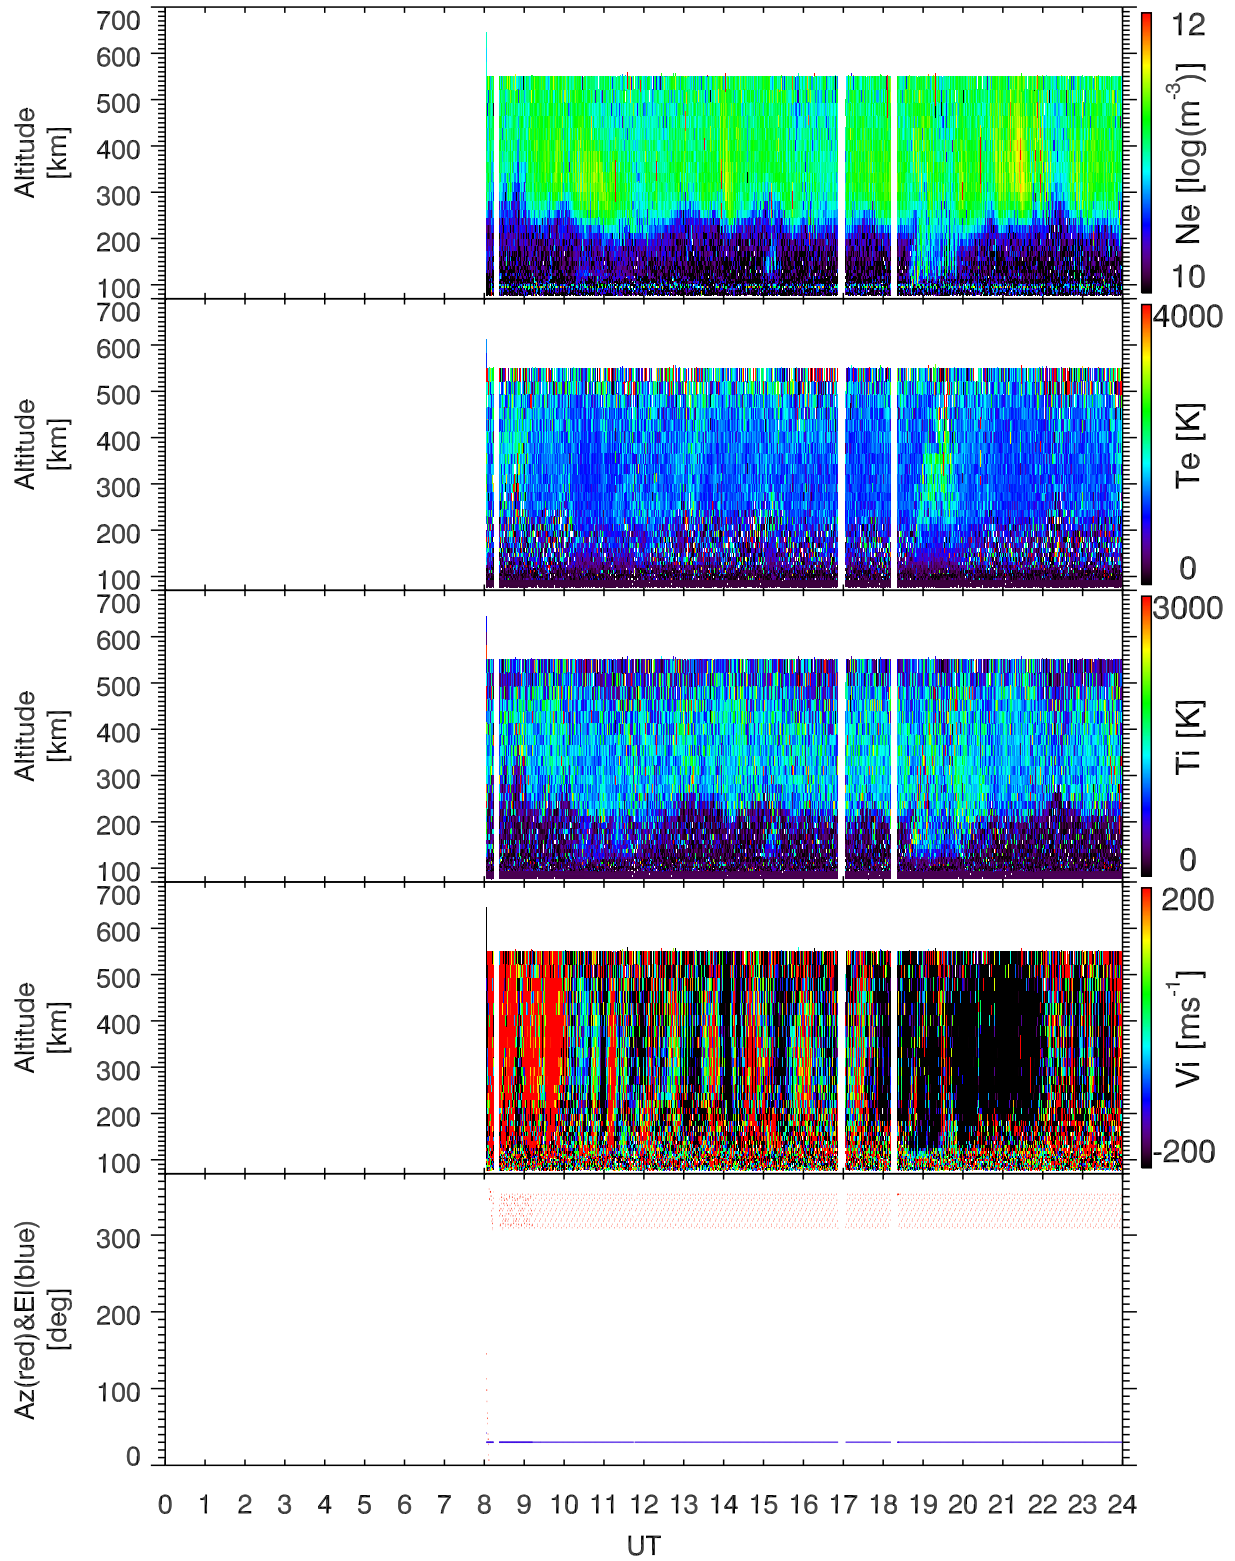 700
600
500
400
300
200
100
Altitude
[km]
12
10
Ne [log(m⁻³)]
700
600
500
400
300
200
100
Altitude
[km]
4000
0
Te [K]
700
600
500
400
300
200
100
Altitude
[km]
3000
0
Ti [K]
700
600
500
400
300
200
100
Altitude
[km]
200
-200
Vi [ms⁻¹]
300
200
100
0
Az(red)&El(blue)
[deg]
0 1 2 3 4 5 6 7 8 9 10 11 12 13 14 15 16 17 18 19 20 21 22 23 24
UT